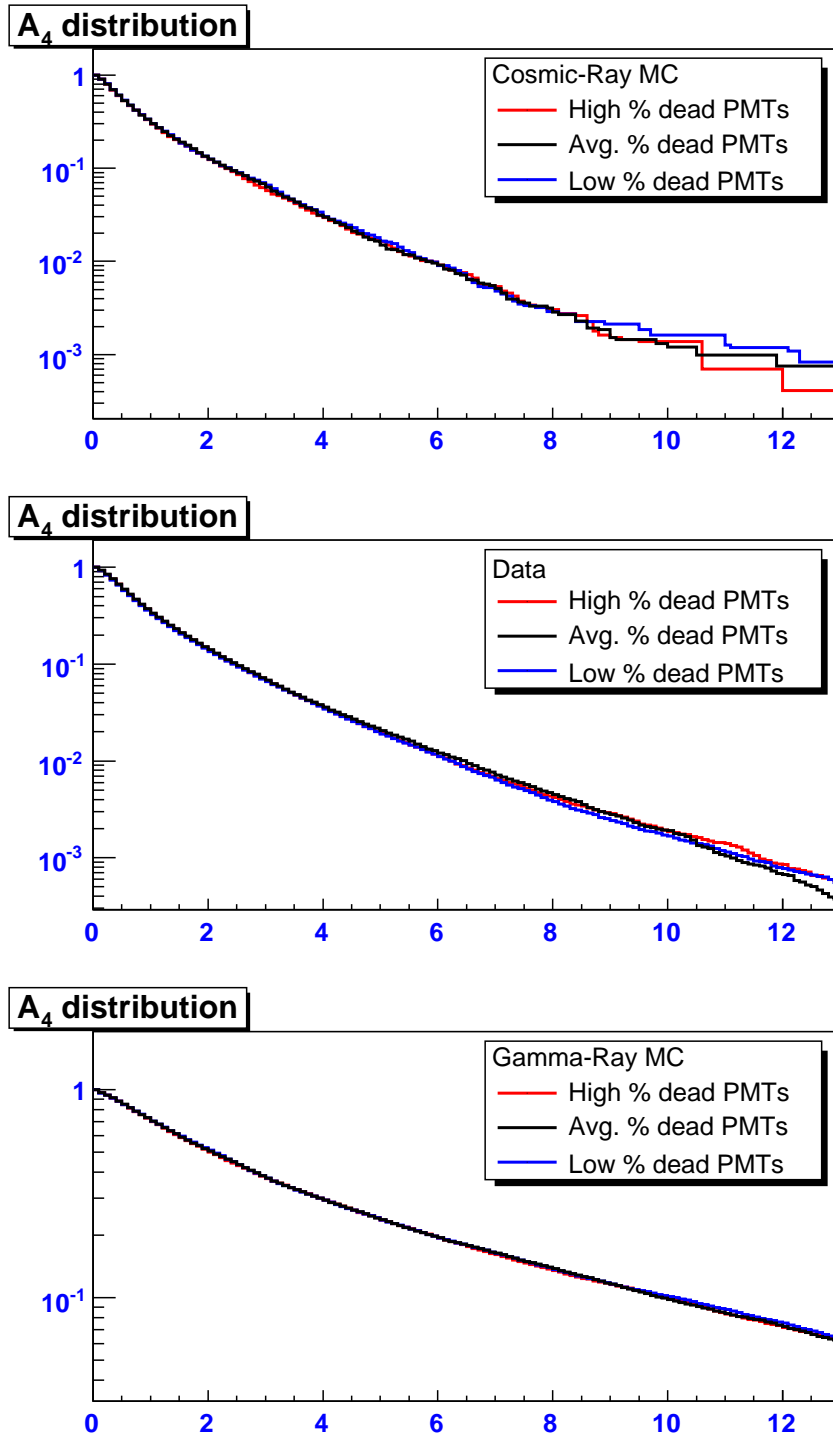 A4 distribution
Cosmic-Ray MC
High % dead PMTs
Avg. % dead PMTs
Low % dead PMTs
1
10^-1
10^-2
10^-3
0 2 4 6 8 10 12
A4 distribution
Data
High % dead PMTs
Avg. % dead PMTs
Low % dead PMTs
1
10^-1
10^-2
10^-3
0 2 4 6 8 10 12
A4 distribution
Gamma-Ray MC
High % dead PMTs
Avg. % dead PMTs
Low % dead PMTs
1
10^-1
0 2 4 6 8 10 12